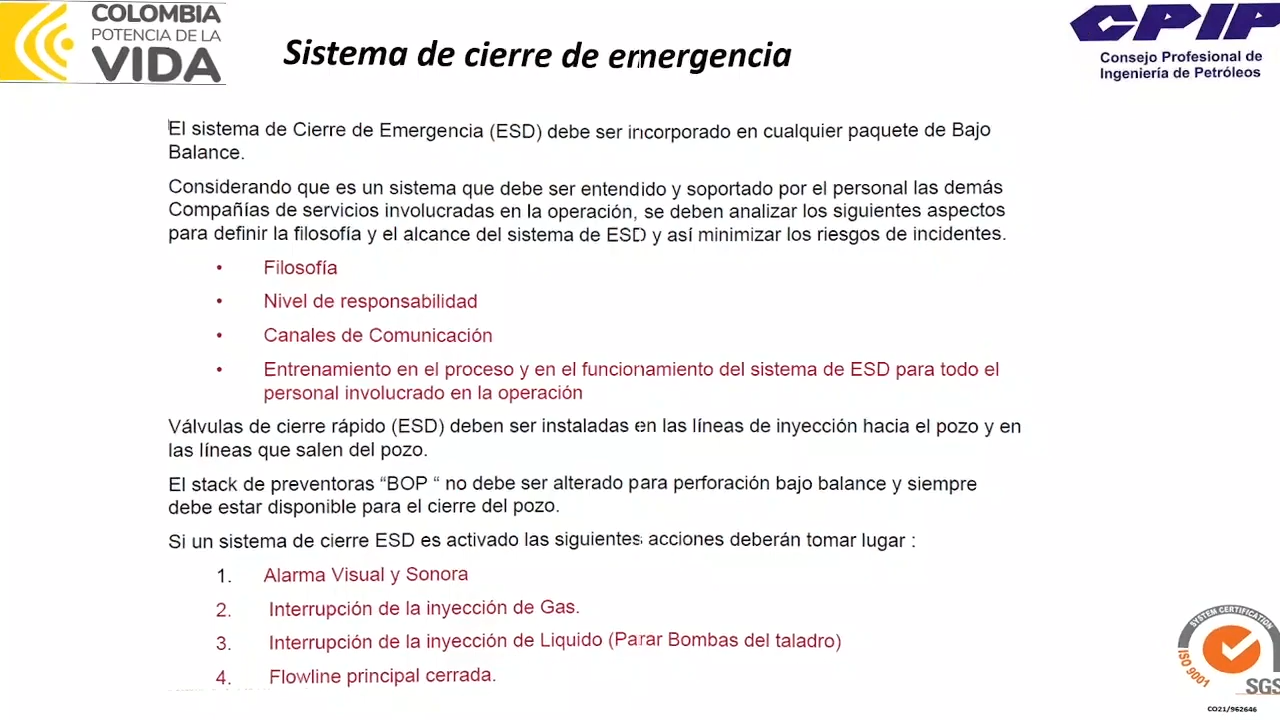 COLOMBIA
POTENCIA DE LA
VIDA
Sistema de cierre de emergencia
CPIP
Consejo Profesional de
Ingeniería de Petróleos
El sistema de Cierre de Emergencia (ESD) debe ser incorporado en cualquier paquete de Bajo
Balance.
Considerando que es un sistema que debe ser entendido y soportado por el personal las demás
Compañías de servicios involucradas en la operación, se deben analizar los siguientes aspectos
para definir la filosofía y el alcance del sistema de ESD y así minimizar los riesgos de incidentes.
• Filosofía
• Nivel de responsabilidad
• Canales de Comunicación
• Entrenamiento en el proceso y en el funcionamiento del sistema de ESD para todo el
personal involucrado en la operación
Válvulas de cierre rápido (ESD) deben ser instaladas en las líneas de inyección hacia el pozo y en
las líneas que salen del pozo.
El stack de preventoras “BOP “ no debe ser alterado para perforación bajo balance y siempre
debe estar disponible para el cierre del pozo.
Si un sistema de cierre ESD es activado las siguientes acciones deberán tomar lugar :
1. Alarma Visual y Sonora
2. Interrupción de la inyección de Gas.
3. Interrupción de la inyección de Liquido (Parar Bombas del taladro)
4. Flowline principal cerrada.
SYSTEM CERTIFICATION
ISO 9001
SGS
CO21/962646